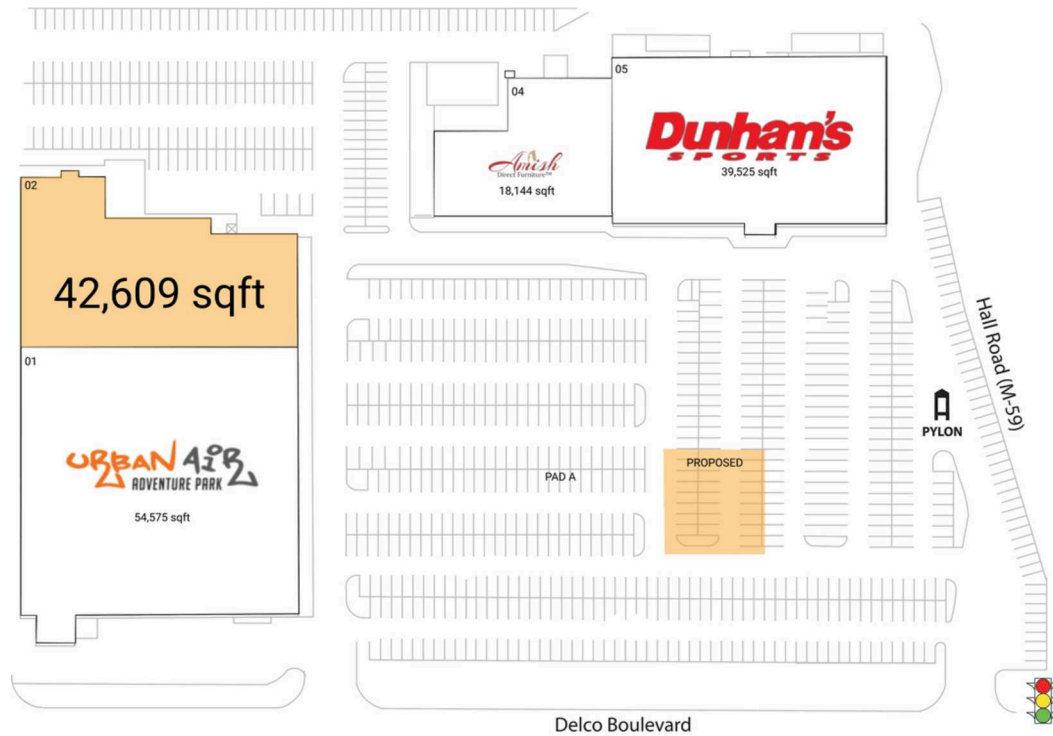 05
04
Dunham's
SPORTS
39,525 sqft
Amish
Direct Furniture™
18,144 sqft
02
42,609 sqft
01
URBAN AIR
ADVENTURE PARK
54,575 sqft
Hall Road (M-59)
PYLON
PROPOSED
PAD A
Delco Boulevard